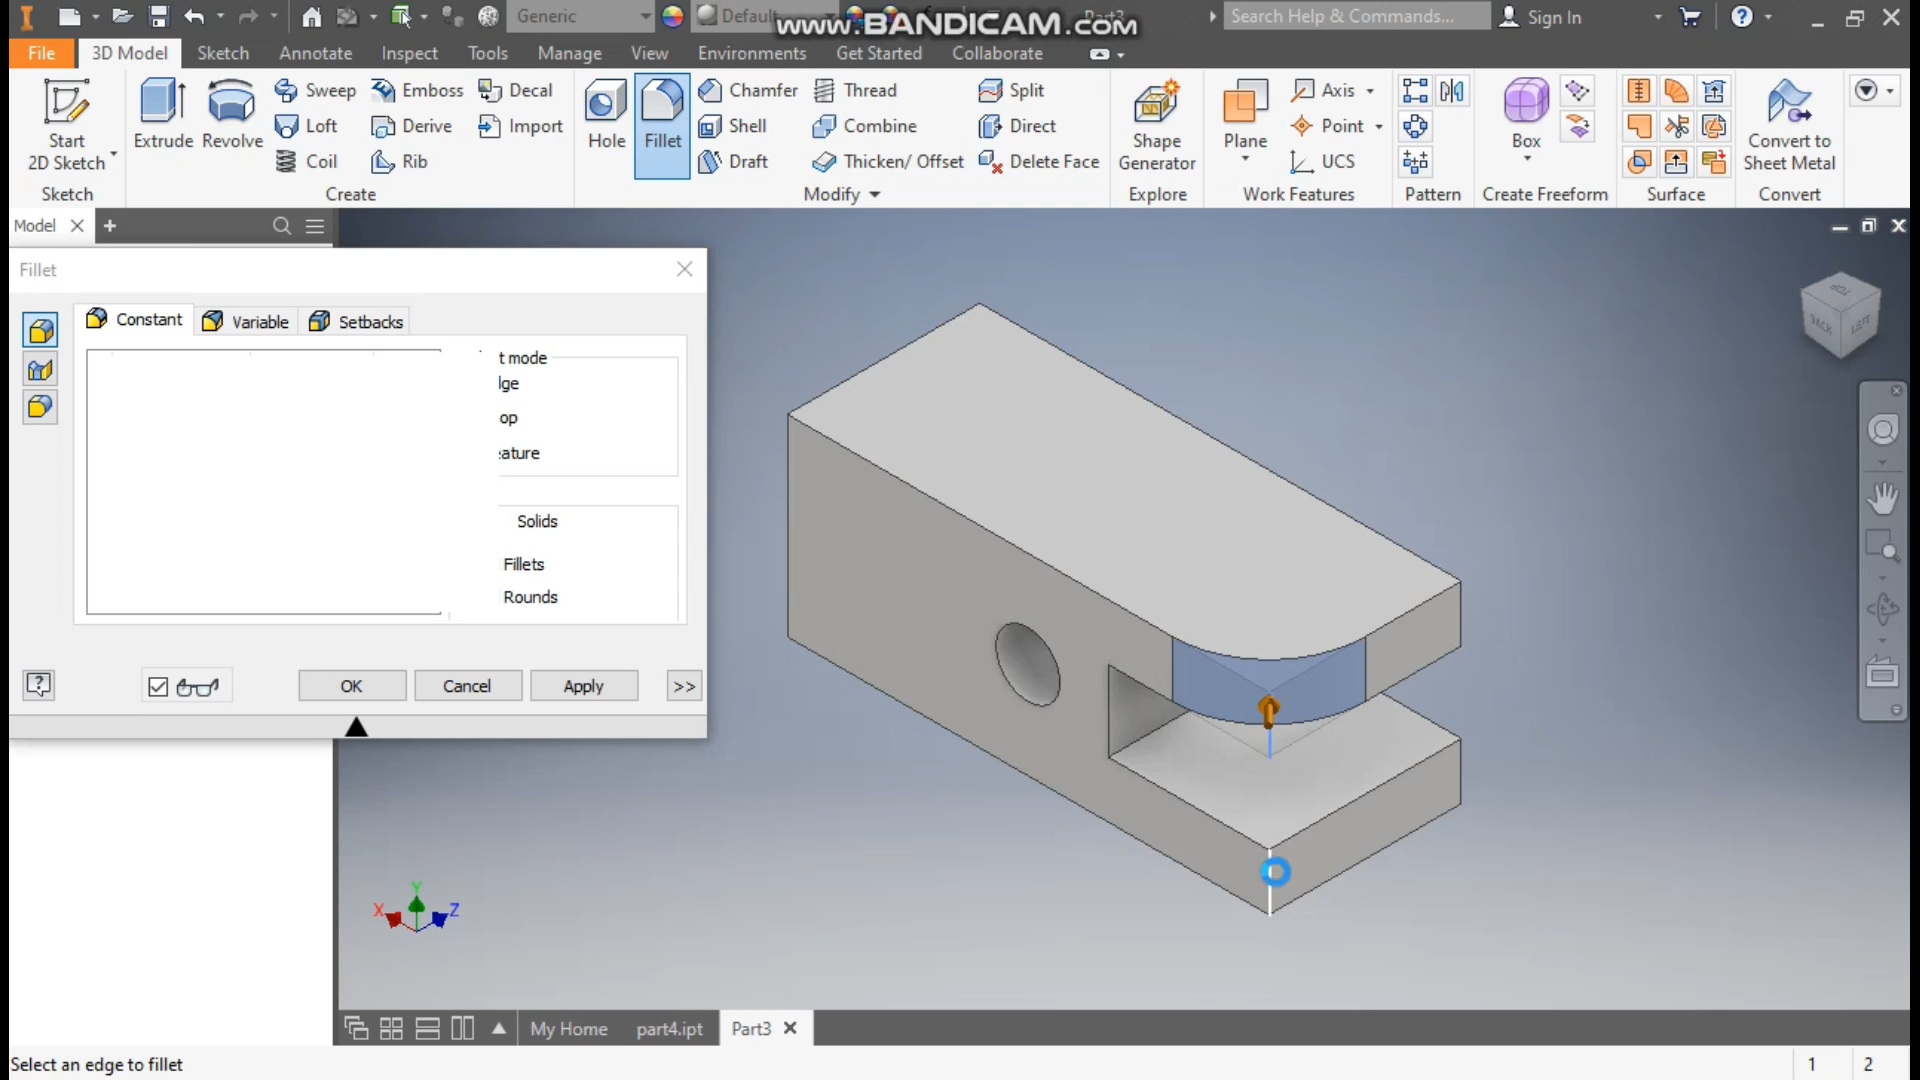 Generic
Default
www.BANDICAM.com
Part3
Search Help & Commands...
Sign In
File
3D Model
Sketch
Annotate
Inspect
Tools
Manage
View
Environments
Get Started
Collaborate
Start
2D Sketch
Sketch
Extrude
Revolve
Sweep
Loft
Coil
Emboss
Derive
Rib
Decal
Import
Create
Hole
Fillet
Chamfer
Shell
Draft
Thread
Combine
Thicken/ Offset
Split
Direct
Delete Face
Modify
Shape
Generator
Explore
Plane
Axis
Point
UCS
Work Features
Pattern
Box
Create Freeform
Surface
Convert to
Sheet Metal
Convert
Model
Fillet
Constant
Variable
Setbacks
t mode
lge
op
eature
Solids
Fillets
Rounds
OK
Cancel
Apply
>>
TOP
BACK
LEFT
X
Y
Z
My Home
part4.ipt
Part3
Select an edge to fillet
1
2